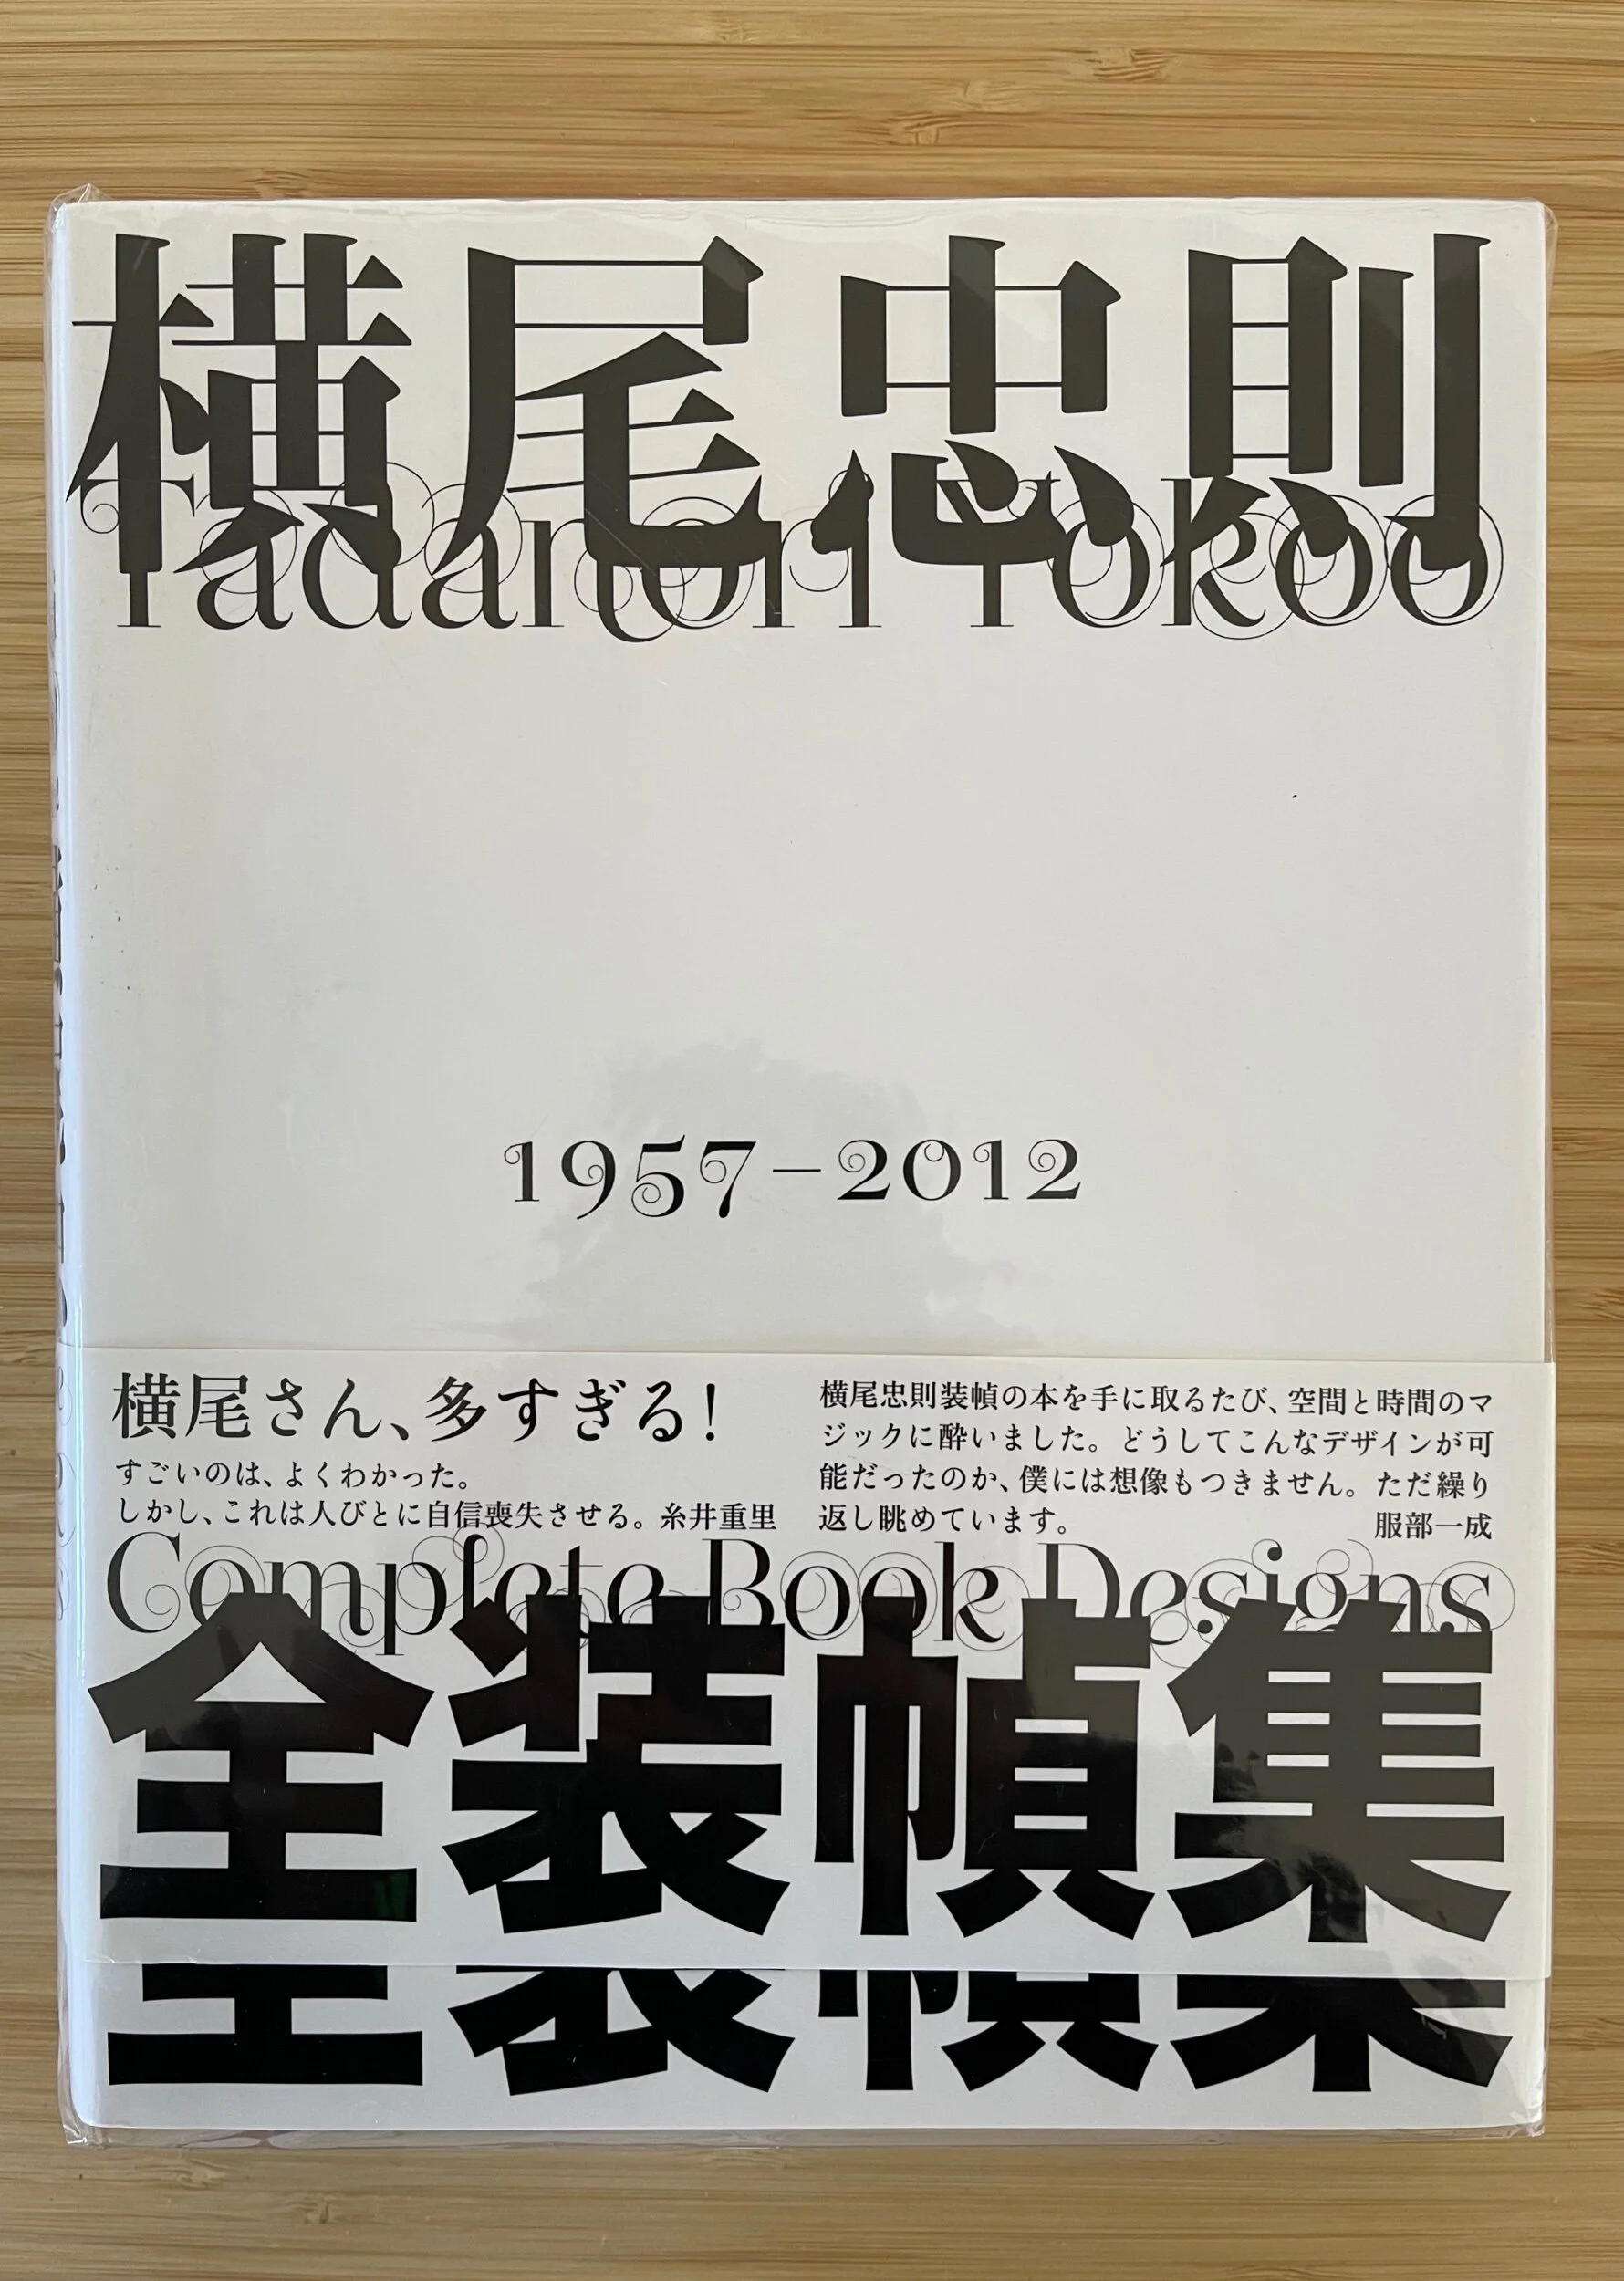 横尾忠則
Tadanori Yokoo
1957–2012
横尾さん、多すぎる!
すごいのは、よくわかった。
しかし、これは人びとに自信喪失させる。糸井重里
横尾忠則装幀の本を手に取るたび、空間と時間のマ
ジックに酔いました。どうしてこんなデザインが可
能だったのか、僕には想像もつきません。ただ繰り
返し眺めています。
服部一成
Complete Book Designs
全装幀集
全装幀集